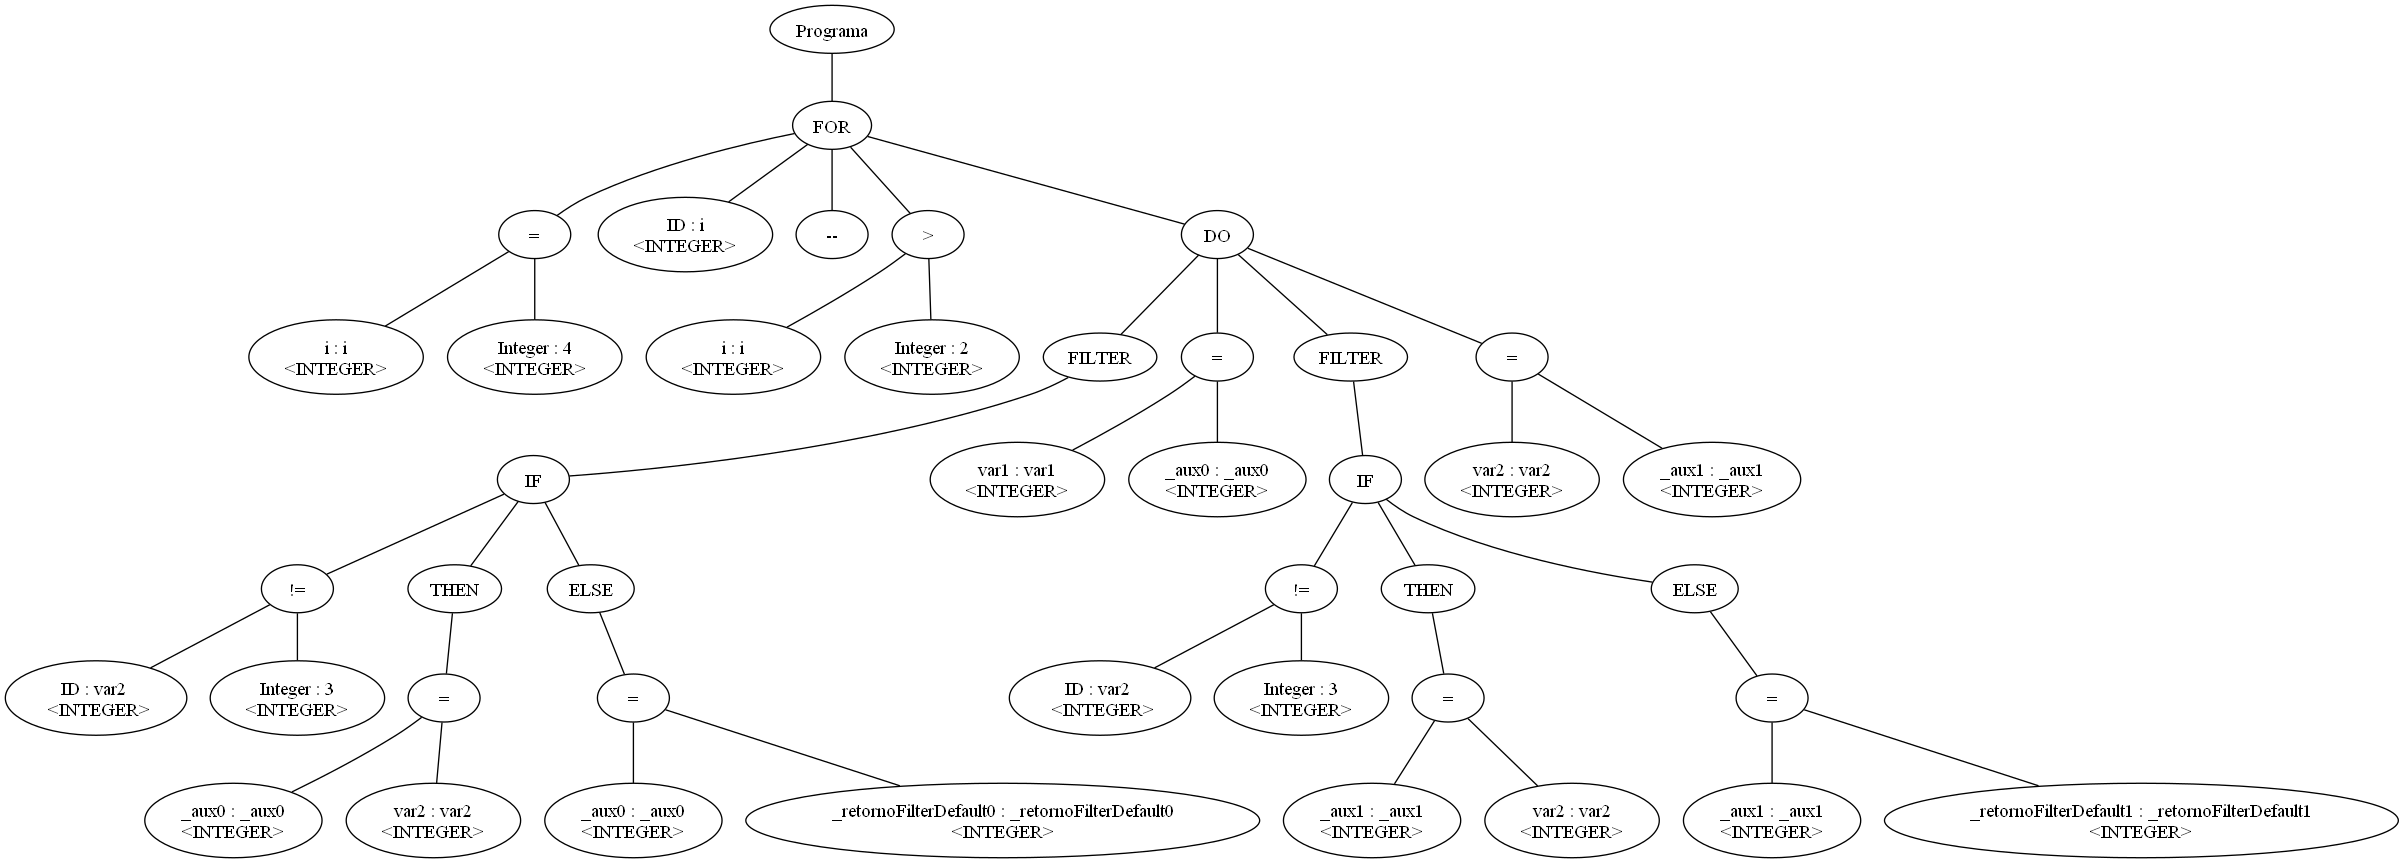 Programa
FOR
=
ID : i
<INTEGER>
--
>
DO
i : i
<INTEGER>
Integer : 4
<INTEGER>
i : i
<INTEGER>
Integer : 2
<INTEGER>
FILTER
=
FILTER
=
IF
var1 : var1
<INTEGER>
_aux0 : _aux0
<INTEGER>
IF
var2 : var2
<INTEGER>
_aux1 : _aux1
<INTEGER>
!=
THEN
ELSE
!=
THEN
ELSE
ID : var2
<INTEGER>
Integer : 3
<INTEGER>
=
=
ID : var2
<INTEGER>
Integer : 3
<INTEGER>
=
=
_aux0 : _aux0
<INTEGER>
var2 : var2
<INTEGER>
_aux0 : _aux0
<INTEGER>
_retornoFilterDefault0 : _retornoFilterDefault0
<INTEGER>
_aux1 : _aux1
<INTEGER>
var2 : var2
<INTEGER>
_aux1 : _aux1
<INTEGER>
_retornoFilterDefault1 : _retornoFilterDefault1
<INTEGER>